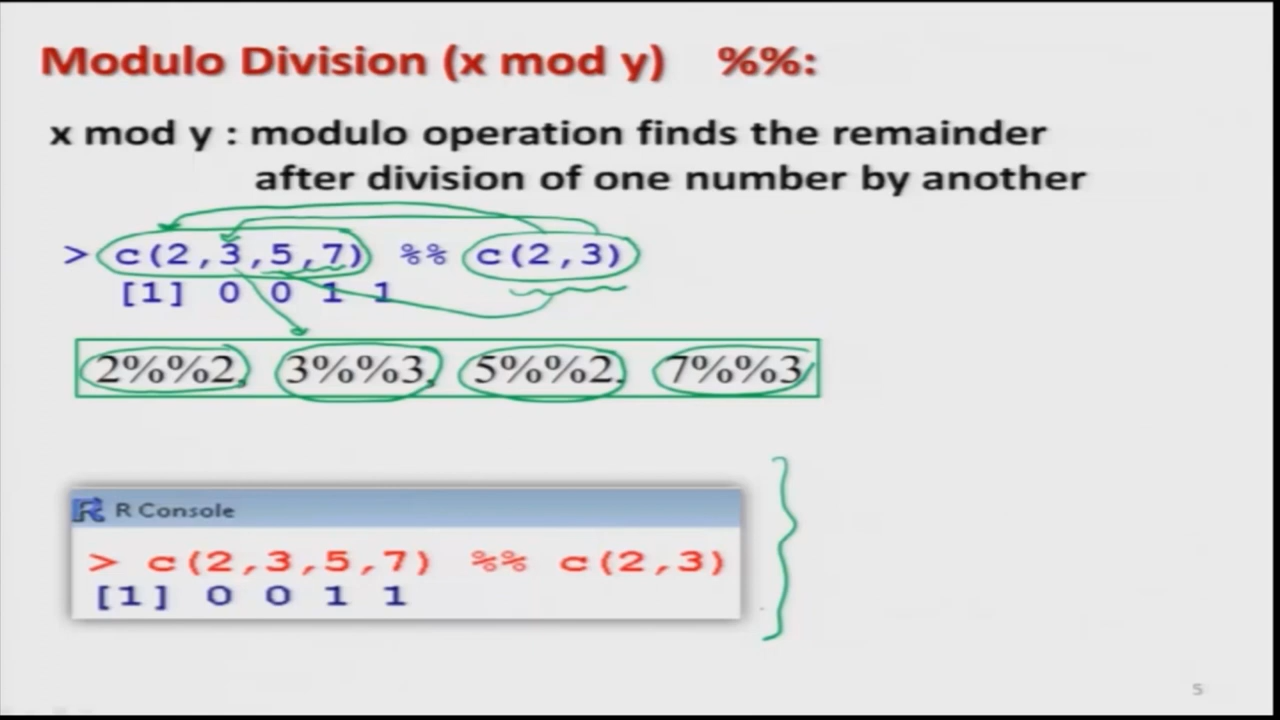 Modulo Division (x mod y) %%:
x mod y : modulo operation finds the remainder
after division of one number by another
> c(2,3,5,7) %% c(2,3)
[1] 0 0 1 1
2%%2, 3%%3, 5%%2, 7%%3
R Console
> c(2,3,5,7) %% c(2,3)
[1] 0 0 1 1
5